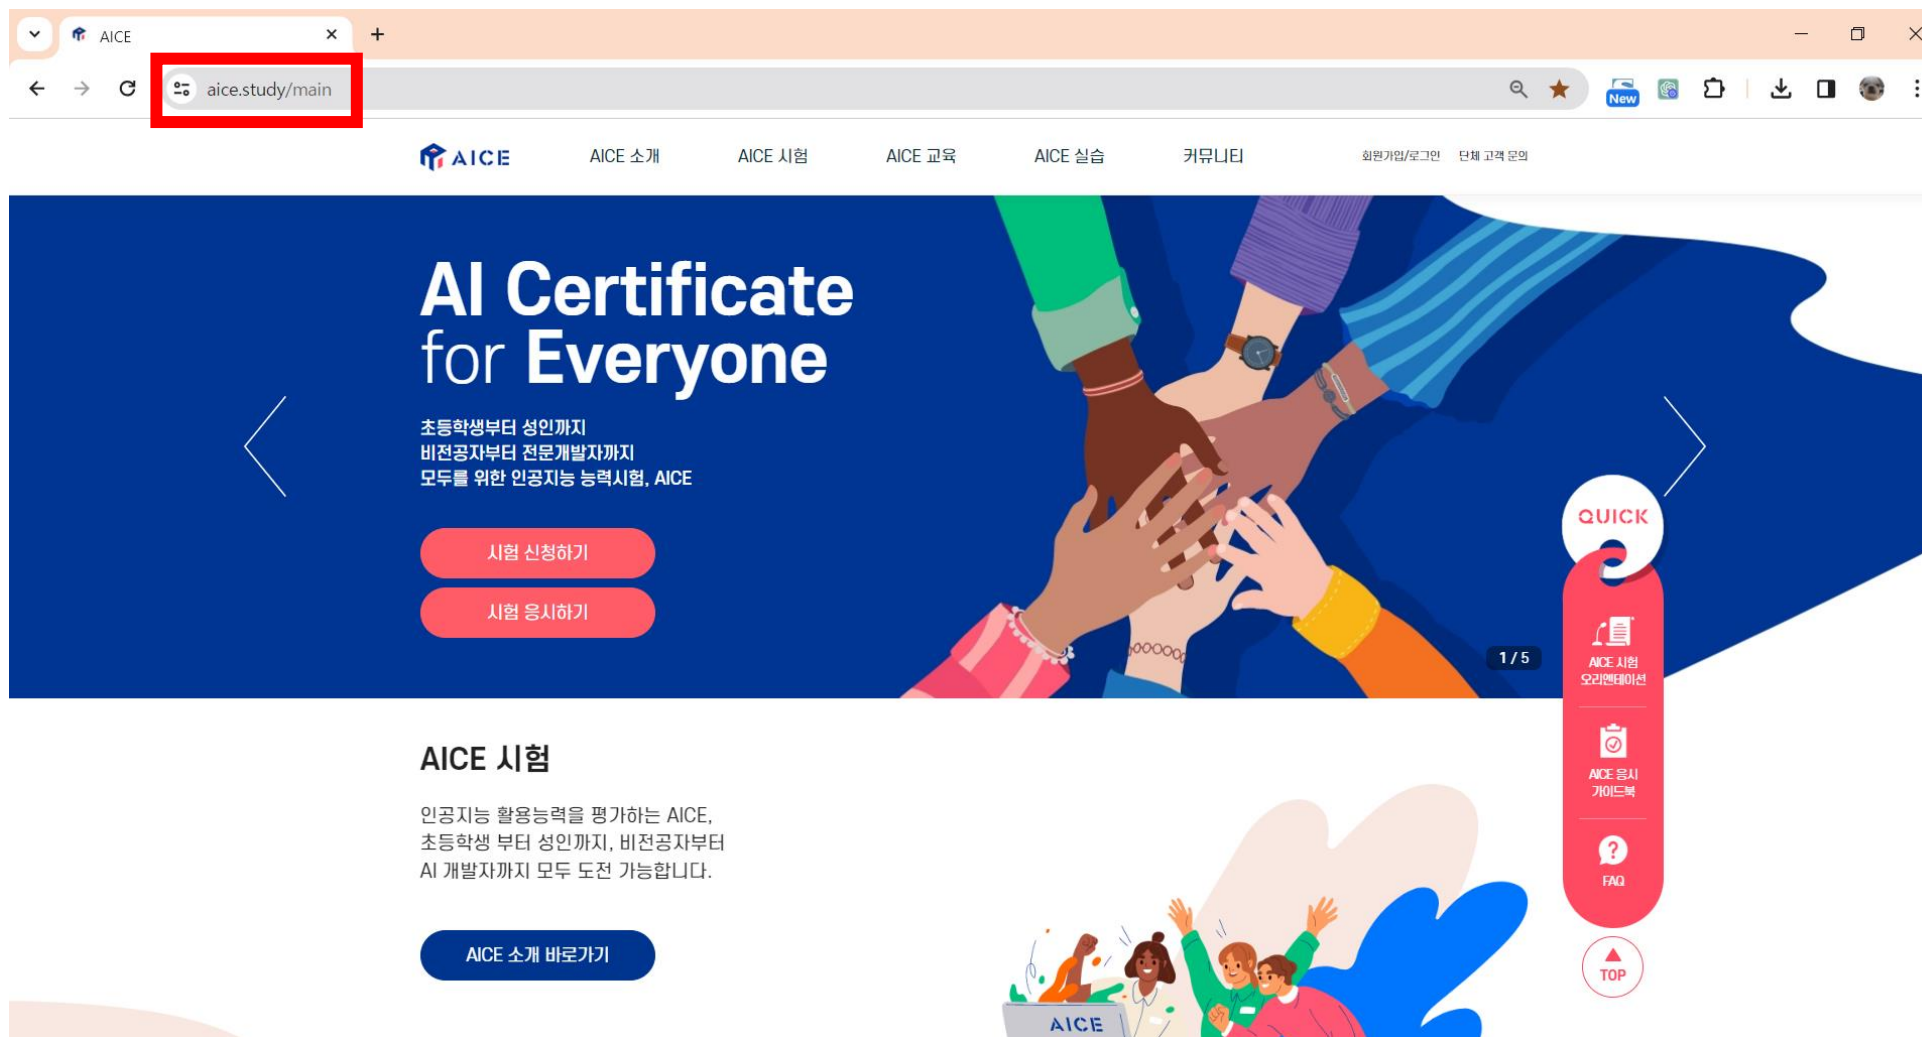 AICE
aice.study/main
New
AICE
AICE 소개
AICE 시험
AICE 교육
AICE 실습
커뮤니티
회원가입/로그인
단체 고객 문의
AI Certificate
for Everyone
초등학생부터 성인까지
비전공자부터 전문개발자까지
모두를 위한 인공지능 능력시험, AICE
시험 신청하기
시험 응시하기
1 / 5
QUICK
AICE 시험
오리엔테이션
AICE 응시
가이드북
FAQ
TOP
AICE 시험
인공지능 활용능력을 평가하는 AICE,
초등학생 부터 성인까지, 비전공자부터
AI 개발자까지 모두 도전 가능합니다.
AICE 소개 바로가기
AICE